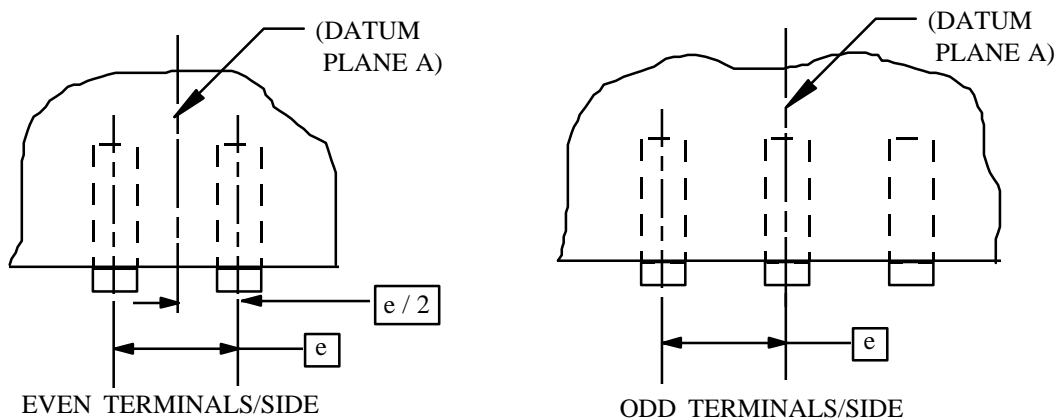 (DATUM
PLANE A)
e / 2
e
EVEN TERMINALS/SIDE
(DATUM
PLANE A)
e
ODD TERMINALS/SIDE